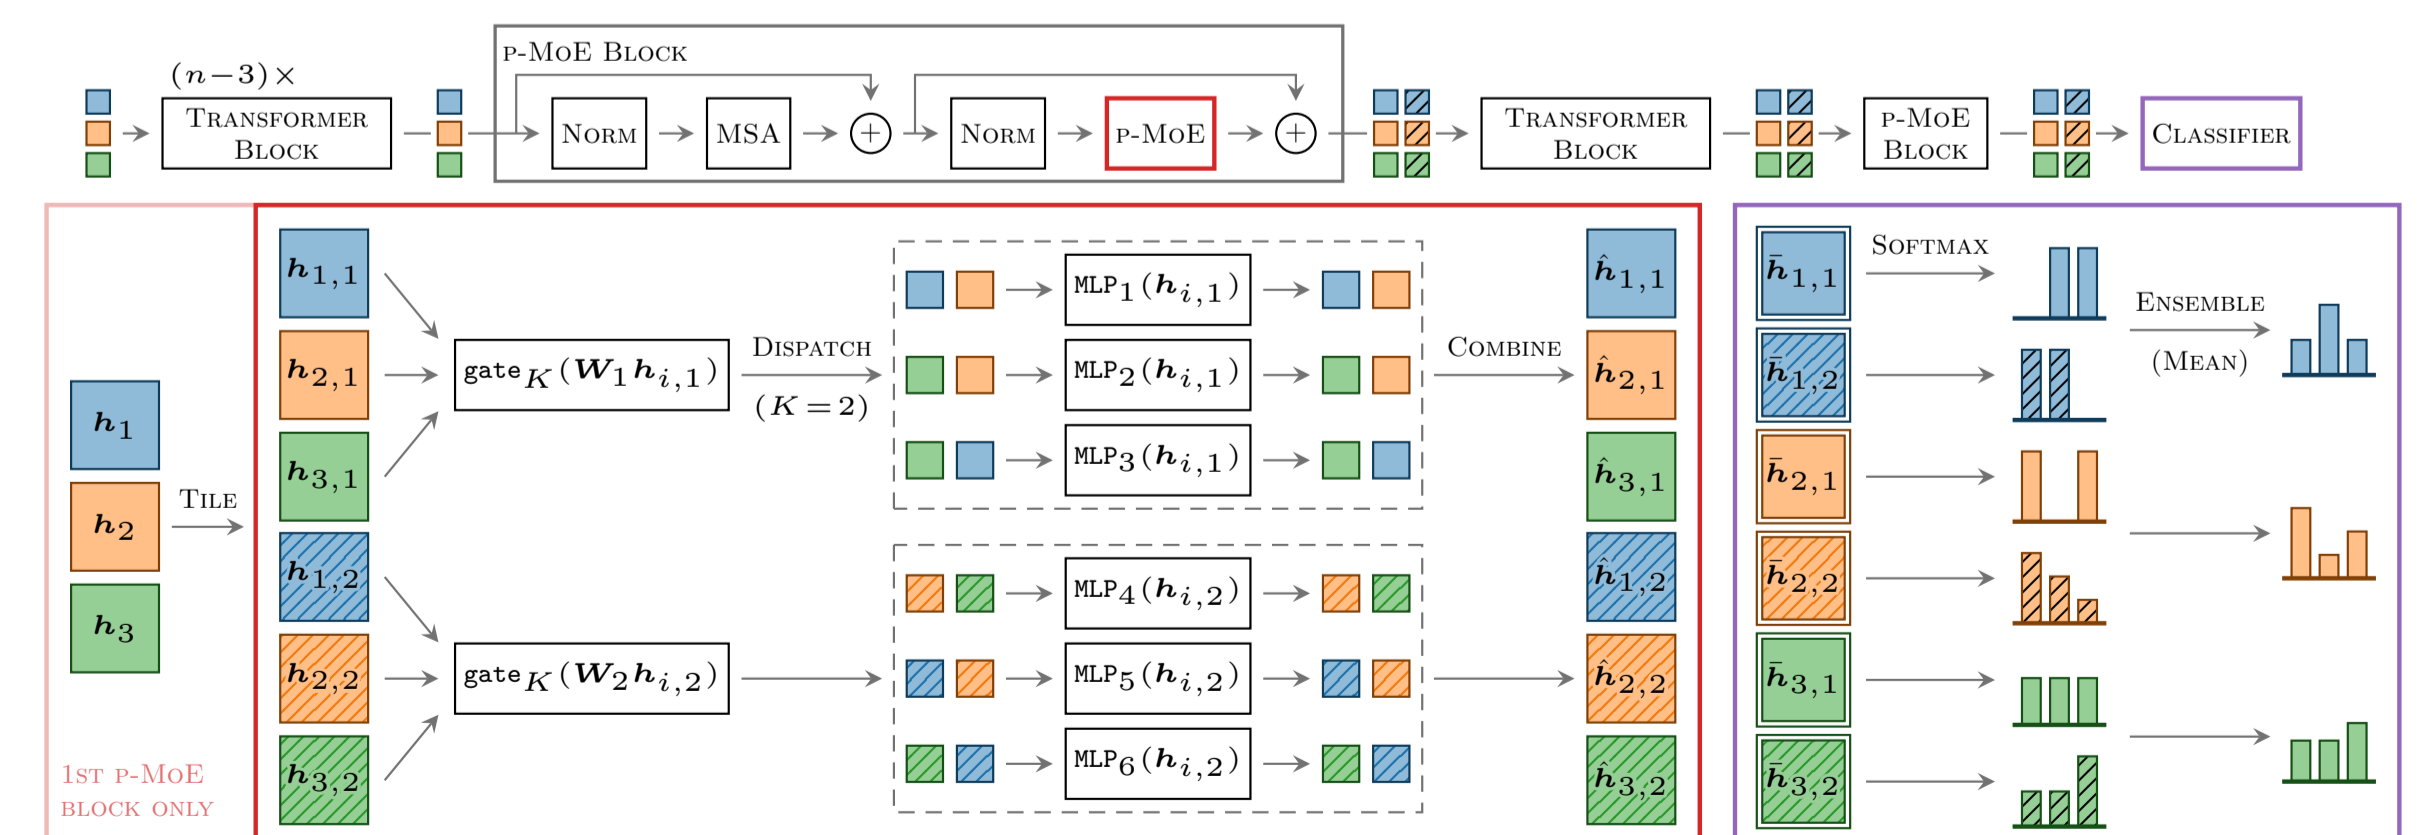 P-MOE BLOCK
(n−3)×
TRANSFORMER
BLOCK
NORM
MSA
+
NORM
P-MOE
+
TRANSFORMER
BLOCK
P-MOE
BLOCK
CLASSIFIER
h1
h2
h3
TILE
1ST P-MOE
BLOCK ONLY
h1,1
h2,1
h3,1
h1,2
h2,2
h3,2
gateK(W1hi,1)
gateK(W2hi,2)
DISPATCH
(K=2)
MLP1(hi,1)
MLP2(hi,1)
MLP3(hi,1)
MLP4(hi,2)
MLP5(hi,2)
MLP6(hi,2)
COMBINE
ĥ1,1
ĥ2,1
ĥ3,1
ĥ1,2
ĥ2,2
ĥ3,2
h̄1,1
h̄1,2
h̄2,1
h̄2,2
h̄3,1
h̄3,2
SOFTMAX
ENSEMBLE
(MEAN)